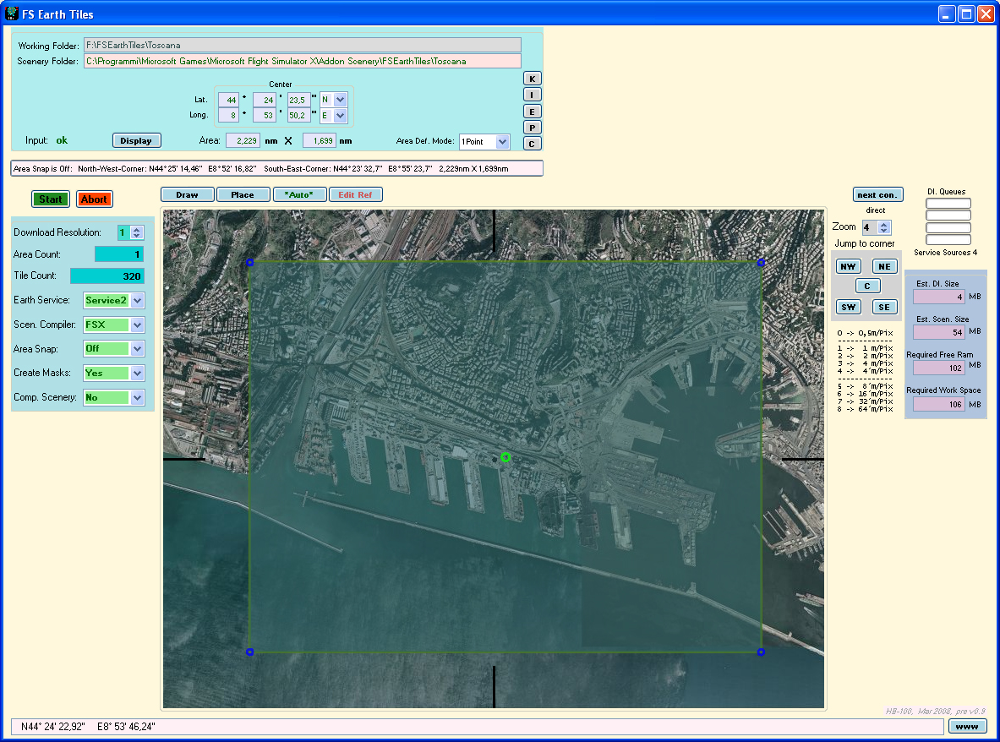 FS Earth Tiles
Working Folder: F:\FSEarthTiles\Toscana
Scenery Folder: C:\Programmi\Microsoft Games\Microsoft Flight Simulator X\Addon Scenery\FSEarthTiles\Toscana
Center
Lat. 44 ° 24 ' 23,5 " N
Long. 8 ° 53 ' 50,2 " E
K
I
E
P
C
Input: ok Display Area: 2,229 nm X 1,699 nm Area Def. Mode: 1Point
Area Snap is Off: North-West-Corner: N44°25' 14,46" E8°52' 16,82" South-East-Corner: N44°23' 32,7" E8°55' 23,7" 2,229nm X 1,699nm
Start Abort
Draw Place *Auto* Edit Ref
Download Resolution: 1
Area Count: 1
Tile Count: 320
Earth Service: Service2
Scen. Compiler: FSX
Area Snap: Off
Create Masks: Yes
Comp. Scenery: No
next con.
direct
Zoom 4
Jump to corner
NW NE
C
SW SE
0 -> 0,5m/Pix
-------------
1 -> 1 m/Pix
2 -> 2 m/Pix
3 -> 4 m/Pix
4 -> 4´m/Pix
-------------
5 -> 8´m/Pix
6 -> 16´m/Pix
7 -> 32´m/Pix
8 -> 64´m/Pix
Dl. Queues
Service Sources 4
Est. Dl. Size
4 MB
Est. Scen. Size
54 MB
Required Free Ram
102 MB
Required Work Space
106 MB
HB-100, Mar 2008, pre v0.9
N44° 24' 22,92" E8° 53' 46,24"
www